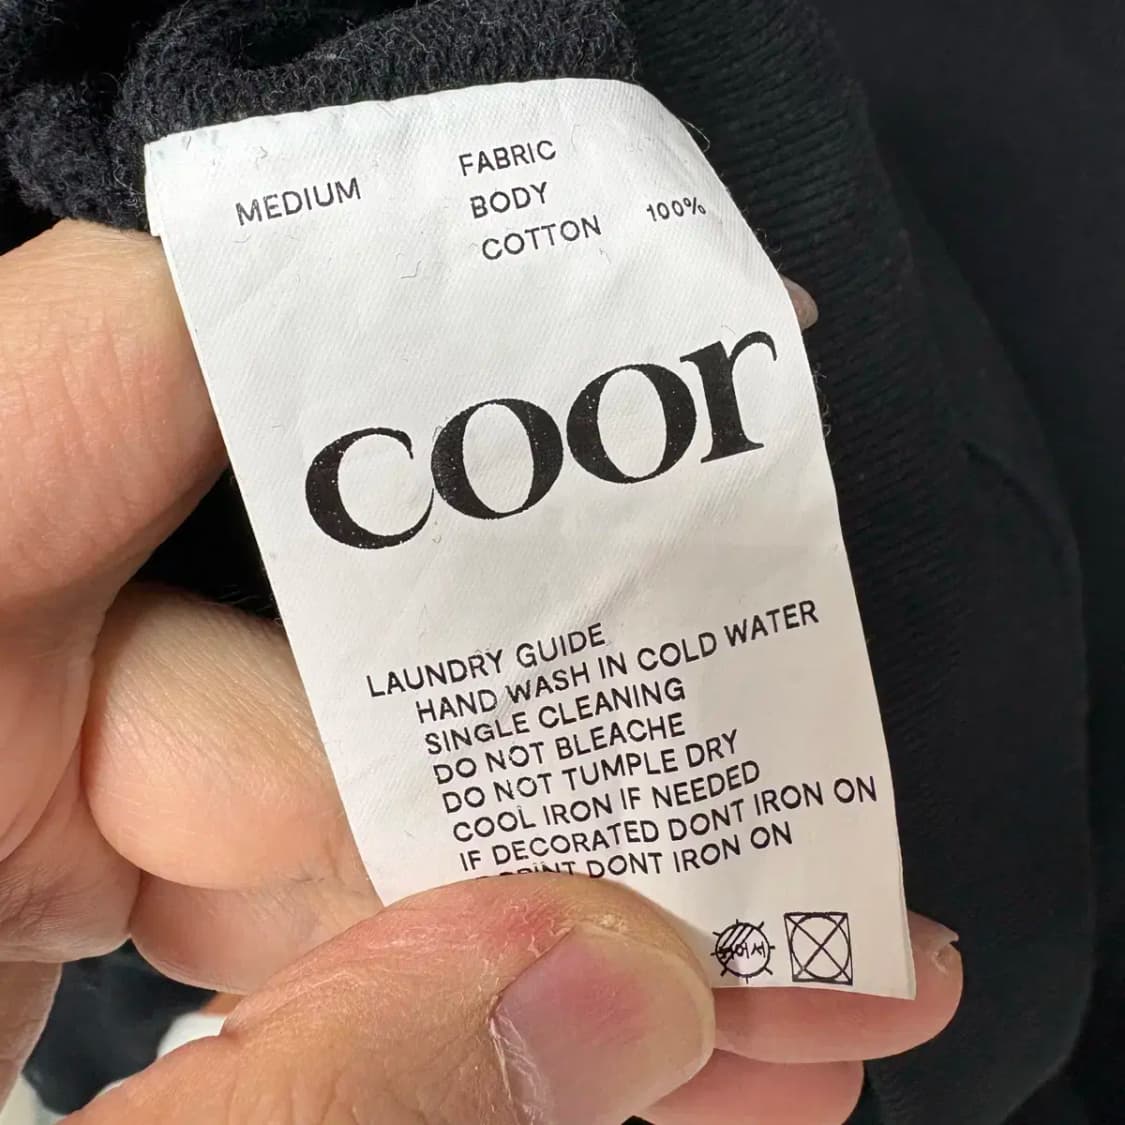 MEDIUM
FABRIC
BODY
COTTON 100%
coor
LAUNDRY GUIDE
HAND WASH IN COLD WATER
SINGLE CLEANING
DO NOT BLEACHE
DO NOT TUMPLE DRY
COOL IRON IF NEEDED
IF DECORATED DONT IRON ON
PRINT DONT IRON ON